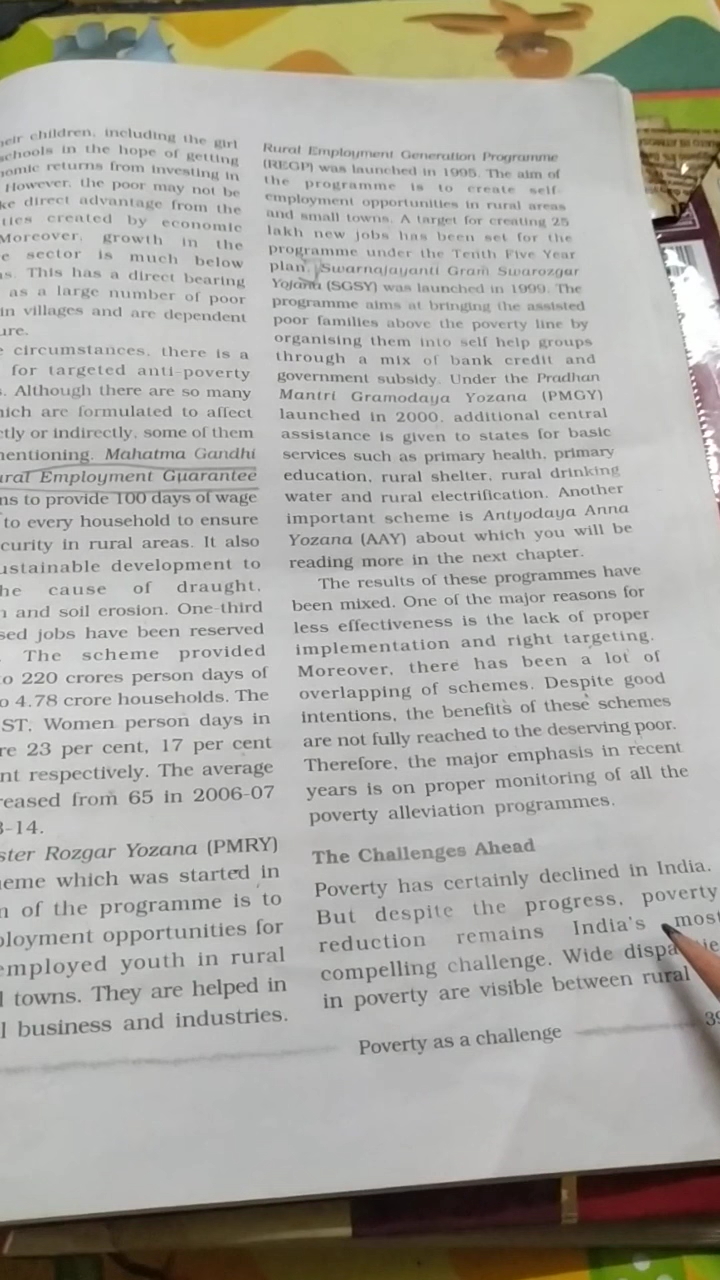 heir children, including the girl
schools in the hope of getting
nomic returns from investing in
However, the poor may not be
ke direct advantage from the
ties created by economic
Moreover, growth in the
e sector is much below
ns. This has a direct bearing
as a large number of poor
in villages and are dependent
ure.
e circumstances, there is a
for targeted anti-poverty
s. Although there are so many
hich are formulated to affect
ctly or indirectly, some of them
mentioning. Mahatma Gandhi
ural Employment Guarantee
ns to provide 100 days of wage
to every household to ensure
curity in rural areas. It also
ustainable development to
he cause of draught,
n and soil erosion. One-third
sed jobs have been reserved
. The scheme provided
to 220 crores person days of
o 4.78 crore households. The
ST, Women person days in
re 23 per cent, 17 per cent
nt respectively. The average
reased from 65 in 2006-07
3-14.
ster Rozgar Yozana (PMRY)
eme which was started in
n of the programme is to
ployment opportunities for
employed youth in rural
l towns. They are helped in
l business and industries.
Rural Employment Generation Programme
(REGP) was launched in 1995. The aim of
the programme is to create self-
employment opportunities in rural areas
and small towns. A target for creating 25
lakh new jobs has been set for the
programme under the Tenth Five Year
plan. Swarnajayanti Gram Swarozgar
Yojana (SGSY) was launched in 1999. The
programme aims at bringing the assisted
poor families above the poverty line by
organising them into self help groups
through a mix of bank credit and
government subsidy. Under the Pradhan
Mantri Gramodaya Yozana (PMGY)
launched in 2000, additional central
assistance is given to states for basic
services such as primary health, primary
education, rural shelter, rural drinking
water and rural electrification. Another
important scheme is Antyodaya Anna
Yozana (AAY) about which you will be
reading more in the next chapter.
The results of these programmes have
been mixed. One of the major reasons for
less effectiveness is the lack of proper
implementation and right targeting.
Moreover, there has been a lot of
overlapping of schemes. Despite good
intentions, the benefits of these schemes
are not fully reached to the deserving poor.
Therefore, the major emphasis in recent
years is on proper monitoring of all the
poverty alleviation programmes.
The Challenges Ahead
Poverty has certainly declined in India.
But despite the progress, poverty
reduction remains India's most
compelling challenge. Wide
in poverty are visible between rural
Poverty as a challenge
39